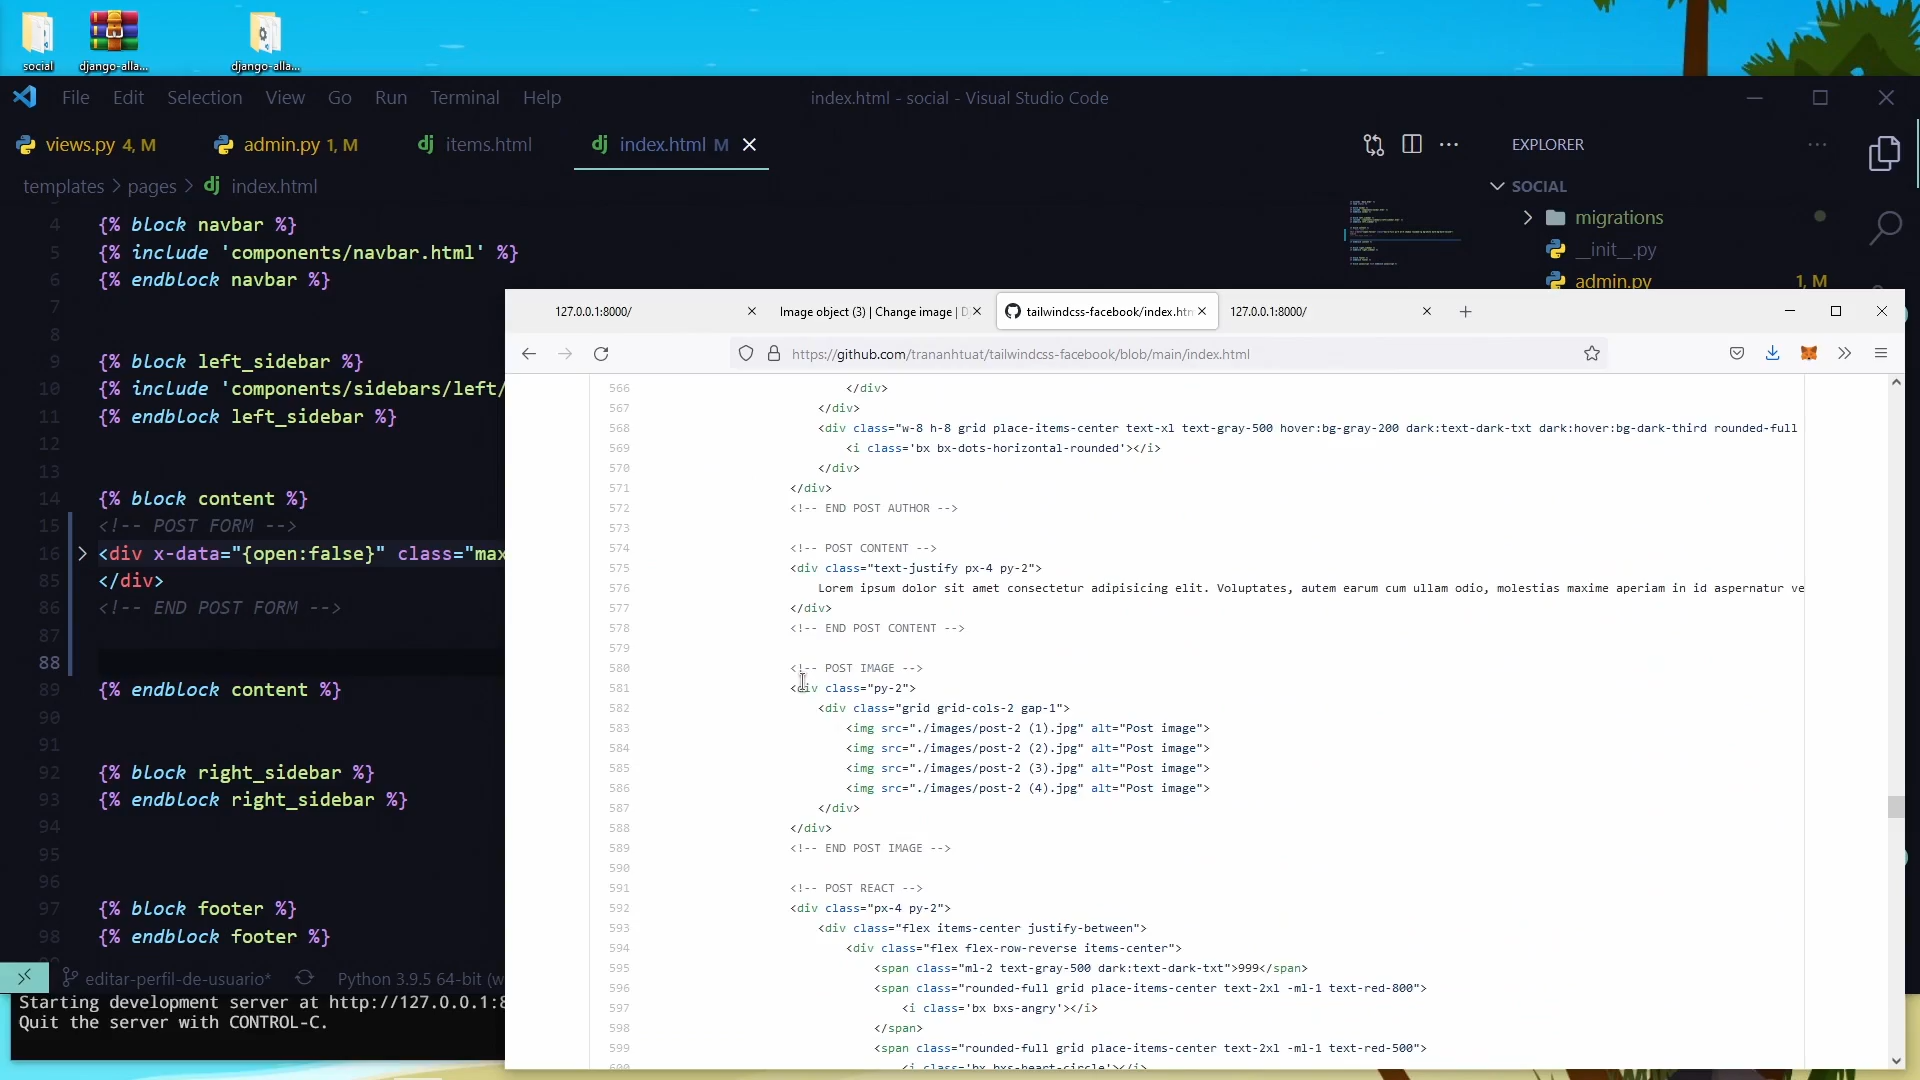 social
django-alla...
django-alla...
File Edit Selection View Go Run Terminal Help
index.html - social - Visual Studio Code
views.py 4, M
admin.py 1, M
items.html
index.html M
EXPLORER
templates > pages > index.html
SOCIAL
migrations
__init__.py
admin.py 1, M
4 {% block navbar %}
5 {% include 'components/navbar.html' %}
6 {% endblock navbar %}
7
8
9 {% block left_sidebar %}
10 {% include 'components/sidebars/left/
11 {% endblock left_sidebar %}
12
13
14 {% block content %}
15 <!-- POST FORM -->
16 <div x-data="{open:false}" class="max
85 </div>
86 <!-- END POST FORM -->
87
88
89 {% endblock content %}
90
91
92 {% block right_sidebar %}
93 {% endblock right_sidebar %}
94
95
96
97 {% block footer %}
98 {% endblock footer %}
editar-perfil-de-usuario* Python 3.9.5 64-bit (w
Starting development server at http://127.0.0.1:8
Quit the server with CONTROL-C.
127.0.0.1:8000/
Image object (3) | Change image | D
tailwindcss-facebook/index.htm
127.0.0.1:8000/
https://github.com/trananhtuat/tailwindcss-facebook/blob/main/index.html
566 </div>
567 </div>
568 <div class="w-8 h-8 grid place-items-center text-xl text-gray-500 hover:bg-gray-200 dark:text-dark-txt dark:hover:bg-dark-third rounded-full
569 <i class='bx bx-dots-horizontal-rounded'></i>
570 </div>
571 </div>
572 <!-- END POST AUTHOR -->
573
574 <!-- POST CONTENT -->
575 <div class="text-justify px-4 py-2">
576 Lorem ipsum dolor sit amet consectetur adipisicing elit. Voluptates, autem earum cum ullam odio, molestias maxime aperiam in id aspernatur ve
577 </div>
578 <!-- END POST CONTENT -->
579
580 <!-- POST IMAGE -->
581 <div class="py-2">
582 <div class="grid grid-cols-2 gap-1">
583 <img src="./images/post-2 (1).jpg" alt="Post image">
584 <img src="./images/post-2 (2).jpg" alt="Post image">
585 <img src="./images/post-2 (3).jpg" alt="Post image">
586 <img src="./images/post-2 (4).jpg" alt="Post image">
587 </div>
588 </div>
589 <!-- END POST IMAGE -->
590
591 <!-- POST REACT -->
592 <div class="px-4 py-2">
593 <div class="flex items-center justify-between">
594 <div class="flex flex-row-reverse items-center">
595 <span class="ml-2 text-gray-500 dark:text-dark-txt">999</span>
596 <span class="rounded-full grid place-items-center text-2xl -ml-1 text-red-800">
597 <i class='bx bxs-angry'></i>
598 </span>
599 <span class="rounded-full grid place-items-center text-2xl -ml-1 text-red-500">
600 <i class='bx bxs-heart-circle'></i>